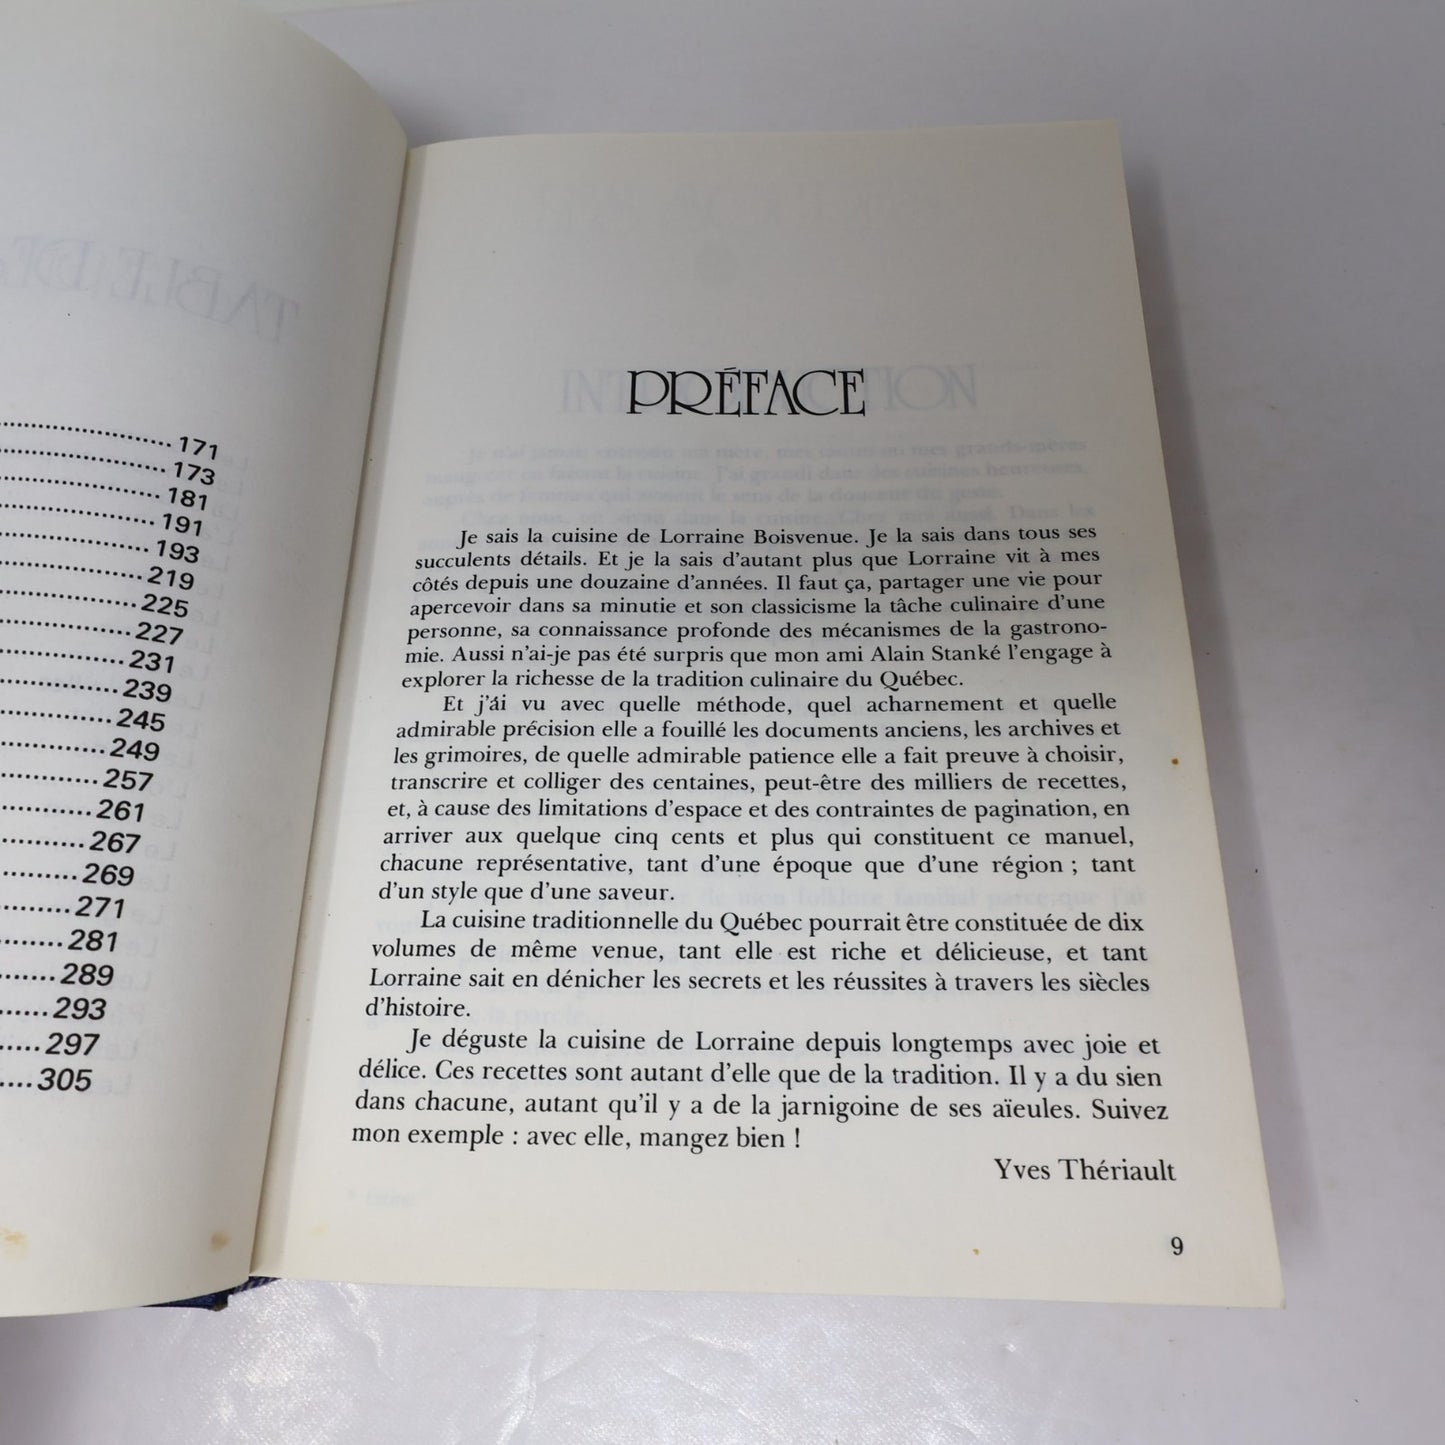 171
173
181
191
193
219
225
227
231
239
245
249
257
261
267
269
271
281
289
293
297
305
PRÉFACE
Je sais la cuisine de Lorraine Boisvenue. Je la sais dans tous ses
succulents détails. Et je la sais d'autant plus que Lorraine vit à mes
côtés depuis une douzaine d'années. Il faut ça, partager une vie pour
apercevoir dans sa minutie et son classicisme la tâche culinaire d'une
personne, sa connaissance profonde des mécanismes de la gastrono-
mie. Aussi n'ai-je pas été surpris que mon ami Alain Stanké l'engage à
explorer la richesse de la tradition culinaire du Québec.
Et j'ai vu avec quelle méthode, quel acharnement et quelle
admirable précision elle a fouillé les documents anciens, les archives et
les grimoires, de quelle admirable patience elle a fait preuve à choisir,
transcrire et colliger des centaines, peut-être des milliers de recettes,
et, à cause des limitations d'espace et des contraintes de pagination, en
arriver aux quelque cinq cents et plus qui constituent ce manuel,
chacune représentative, tant d'une époque que d'une région ; tant
d'un style que d'une saveur.
La cuisine traditionnelle du Québec pourrait être constituée de dix
volumes de même venue, tant elle est riche et délicieuse, et tant
Lorraine sait en dénicher les secrets et les réussites à travers les siècles
d'histoire.
Je déguste la cuisine de Lorraine depuis longtemps avec joie et
délice. Ces recettes sont autant d'elle que de la tradition. Il y a du sien
dans chacune, autant qu'il y a de la jarnigoine de ses aïeules. Suivez
mon exemple : avec elle, mangez bien !
Yves Thériault
9